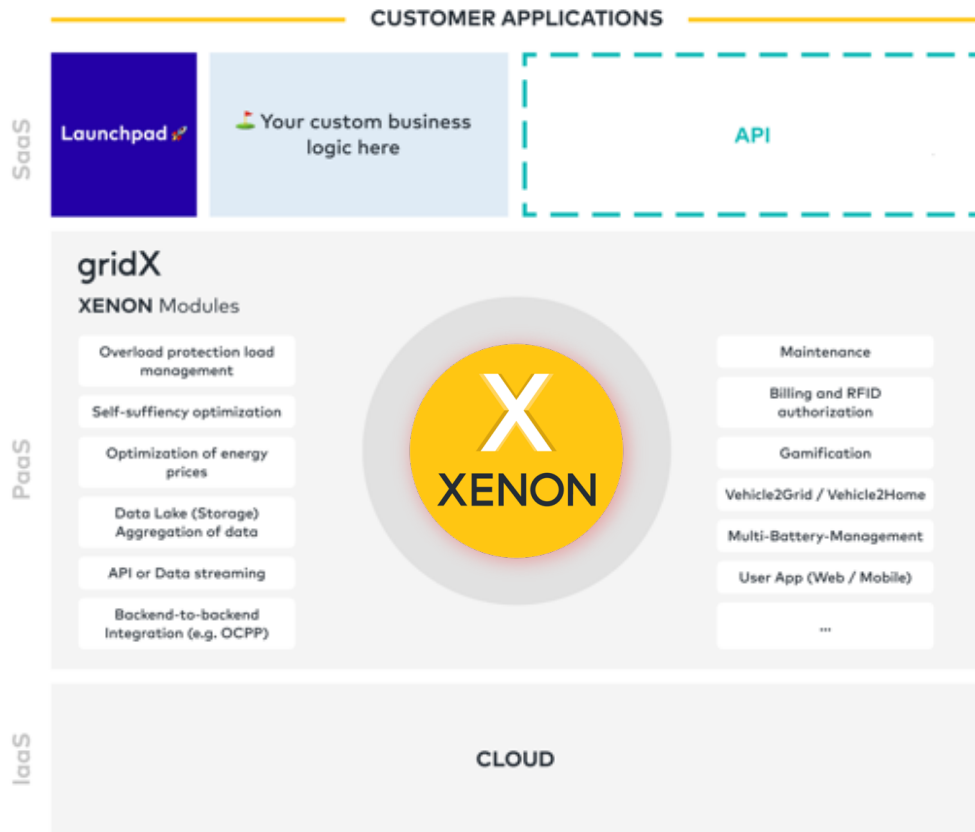 CUSTOMER APPLICATIONS
SaaS
Launchpad 🚀
⛳ Your custom business
logic here
API
PaaS
gridX
XENON Modules
Overload protection load
management
Self-suffiency optimization
Optimization of energy
prices
Data Lake (Storage)
Aggregation of data
API or Data streaming
Backend-to-backend
Integration (e.g. OCPP)
X
XENON
Maintenance
Billing and RFID
authorization
Gamification
Vehicle2Grid / Vehicle2Home
Multi-Battery-Management
User App (Web / Mobile)
...
IaaS
CLOUD